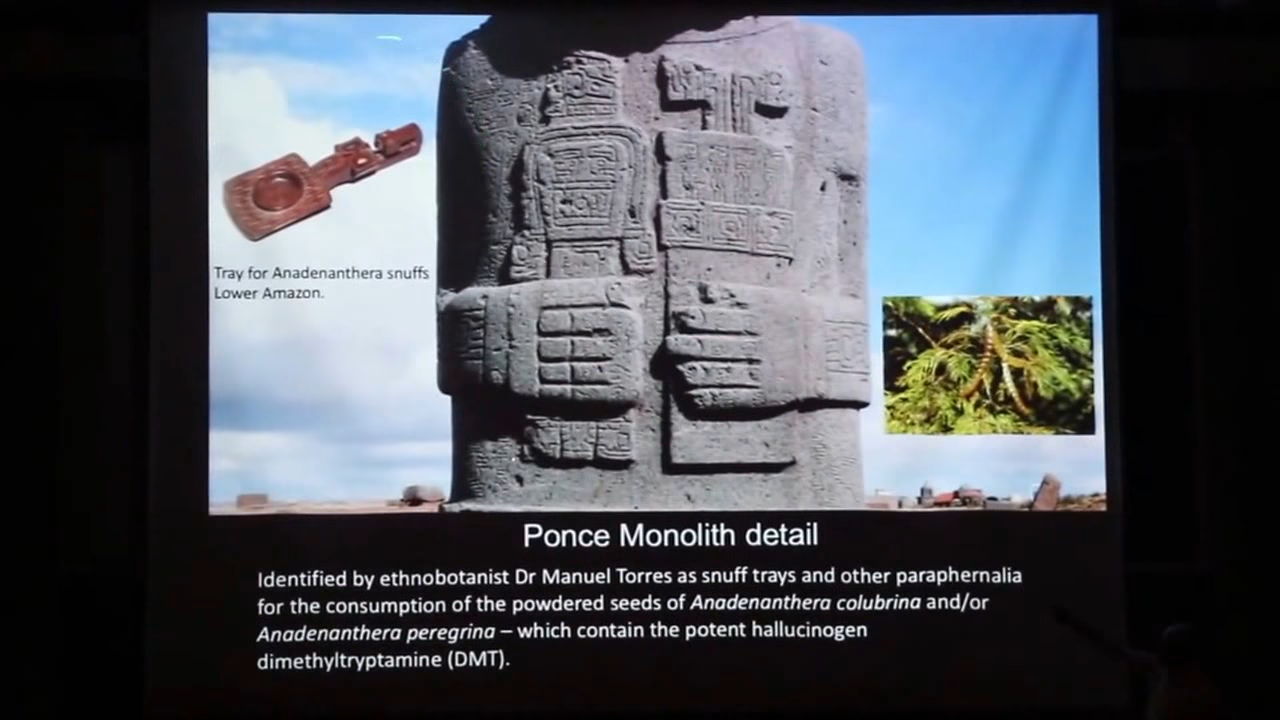 Tray for Anadenanthera snuffs
Lower Amazon.
Ponce Monolith detail
Identified by ethnobotanist Dr Manuel Torres as snuff trays and other paraphernalia
for the consumption of the powdered seeds of Anadenanthera colubrina and/or
Anadenanthera peregrina – which contain the potent hallucinogen
dimethyltryptamine (DMT).